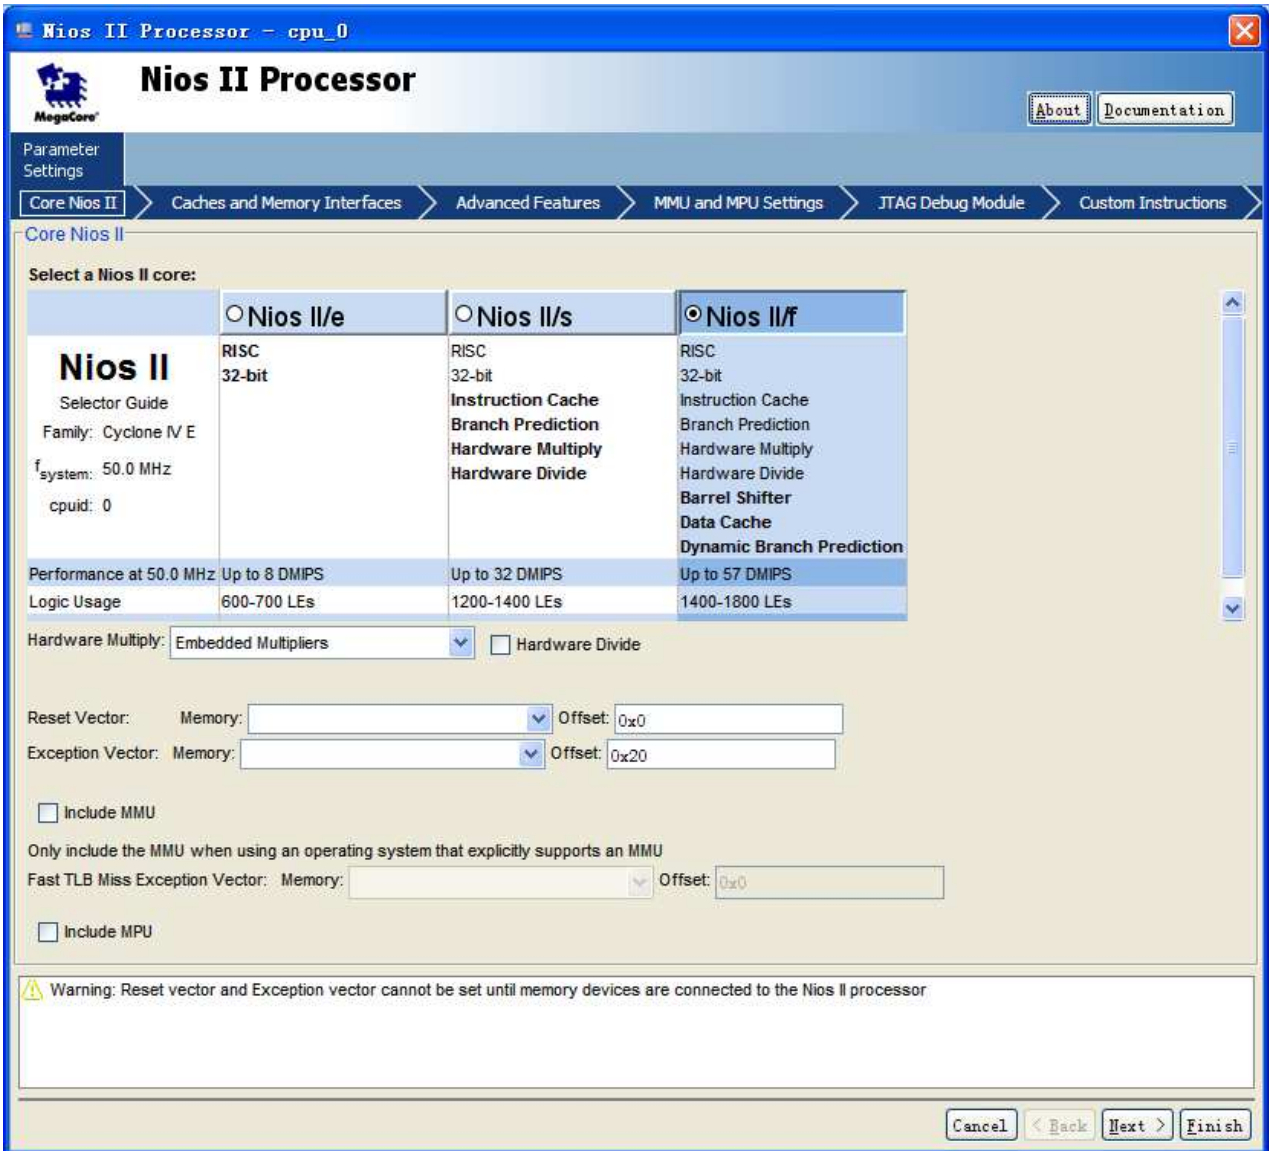 Nios II Processor - cpu_0
MegaCore®
Nios II Processor
About
Documentation
Parameter
Settings
Core Nios II
Caches and Memory Interfaces
Advanced Features
MMU and MPU Settings
JTAG Debug Module
Custom Instructions
Core Nios II
Select a Nios II core:
Nios II/e
Nios II/s
Nios II/f
Nios II
Selector Guide
Family: Cyclone IV E
fsystem: 50.0 MHz
cpuid: 0
RISC
32-bit
RISC
32-bit
Instruction Cache
Branch Prediction
Hardware Multiply
Hardware Divide
RISC
32-bit
Instruction Cache
Branch Prediction
Hardware Multiply
Hardware Divide
Barrel Shifter
Data Cache
Dynamic Branch Prediction
Performance at 50.0 MHz Up to 8 DMIPS Up to 32 DMIPS Up to 57 DMIPS
Logic Usage 600-700 LEs 1200-1400 LEs 1400-1800 LEs
Hardware Multiply: Embedded Multipliers Hardware Divide
Reset Vector: Memory: Offset: 0x0
Exception Vector: Memory: Offset: 0x20
Include MMU
Only include the MMU when using an operating system that explicitly supports an MMU
Fast TLB Miss Exception Vector: Memory: Offset: 0x0
Include MPU
Warning: Reset vector and Exception vector cannot be set until memory devices are connected to the Nios II processor
Cancel
< Back
Next >
Finish